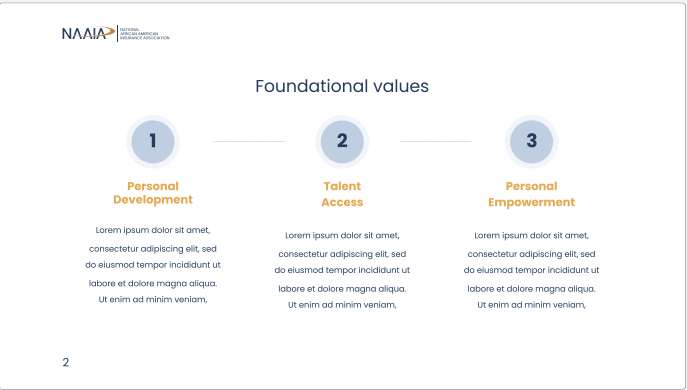 NAAIA
NATIONAL
AFRICAN AMERICAN
INSURANCE ASSOCIATION
Foundational values
1
Personal
Development
Lorem ipsum dolor sit amet,
consectetur adipiscing elit, sed
do eiusmod tempor incididunt ut
labore et dolore magna aliqua.
Ut enim ad minim veniam,
2
Talent
Access
Lorem ipsum dolor sit amet,
consectetur adipiscing elit, sed
do eiusmod tempor incididunt ut
labore et dolore magna aliqua.
Ut enim ad minim veniam,
3
Personal
Empowerment
Lorem ipsum dolor sit amet,
consectetur adipiscing elit, sed
do eiusmod tempor incididunt ut
labore et dolore magna aliqua.
Ut enim ad minim veniam,
2